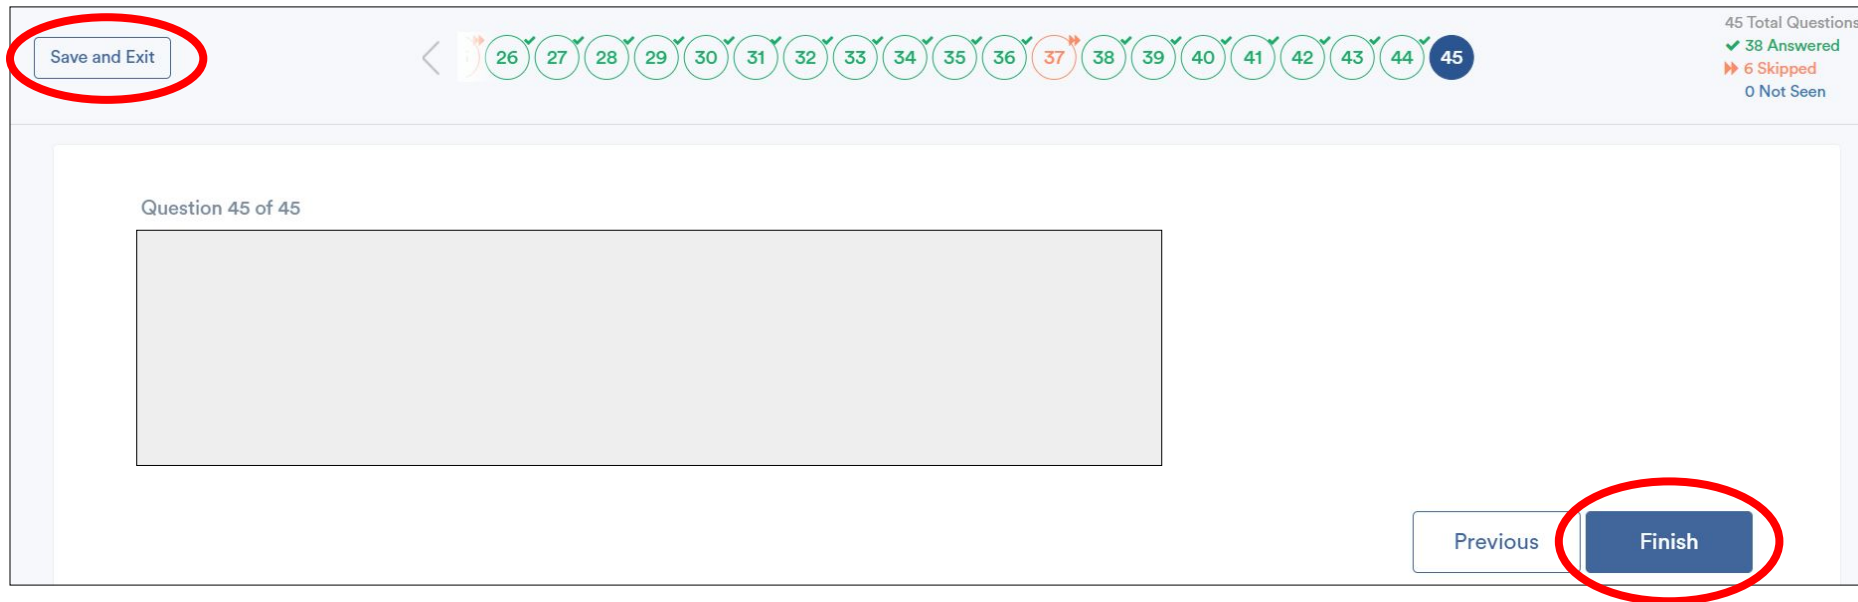 Save and Exit
26 27 28 29 30 31 32 33 34 35 36 37 38 39 40 41 42 43 44 45
45 Total Questions
38 Answered
6 Skipped
0 Not Seen
Question 45 of 45
Previous
Finish